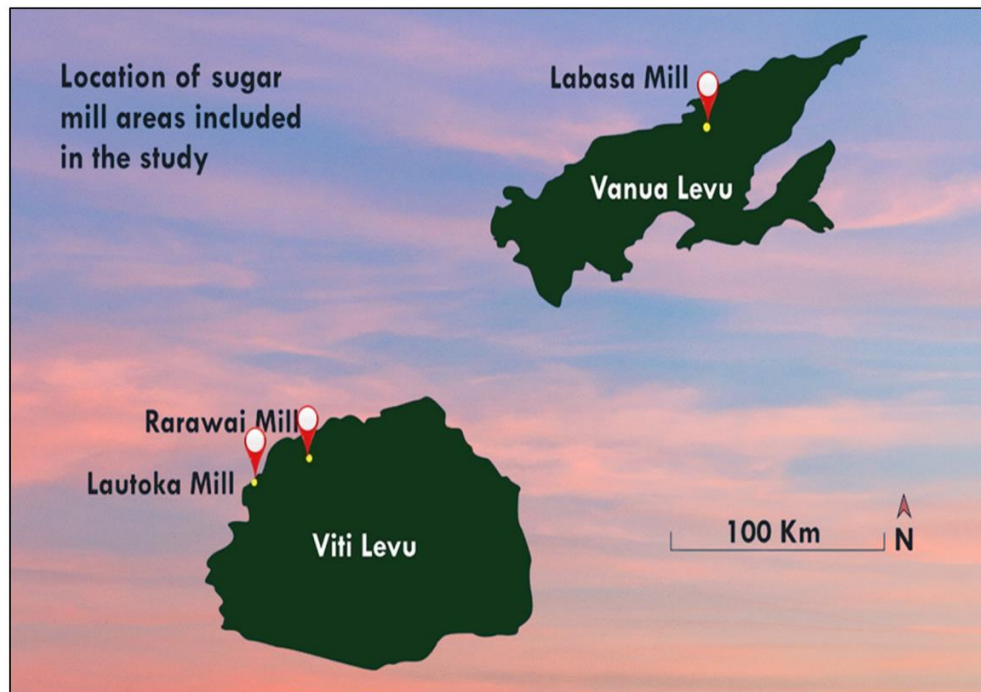 Location of sugar
mill areas included
in the study
Labasa Mill
Vanua Levu
Rarawai Mill
Lautoka Mill
Viti Levu
100 Km
N